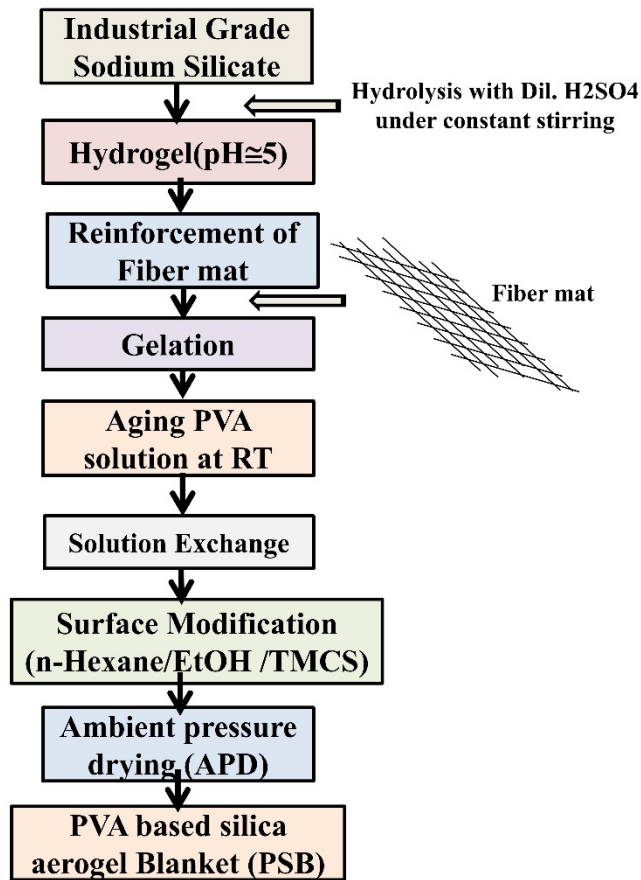 Industrial Grade
Sodium Silicate
Hydrolysis with Dil. H2SO4
under constant stirring
Hydrogel(pH≅5)
Reinforcement of
Fiber mat
Fiber mat
Gelation
Aging PVA
solution at RT
Solution Exchange
Surface Modification
(n-Hexane/EtOH /TMCS)
Ambient pressure
drying (APD)
PVA based silica
aerogel Blanket (PSB)